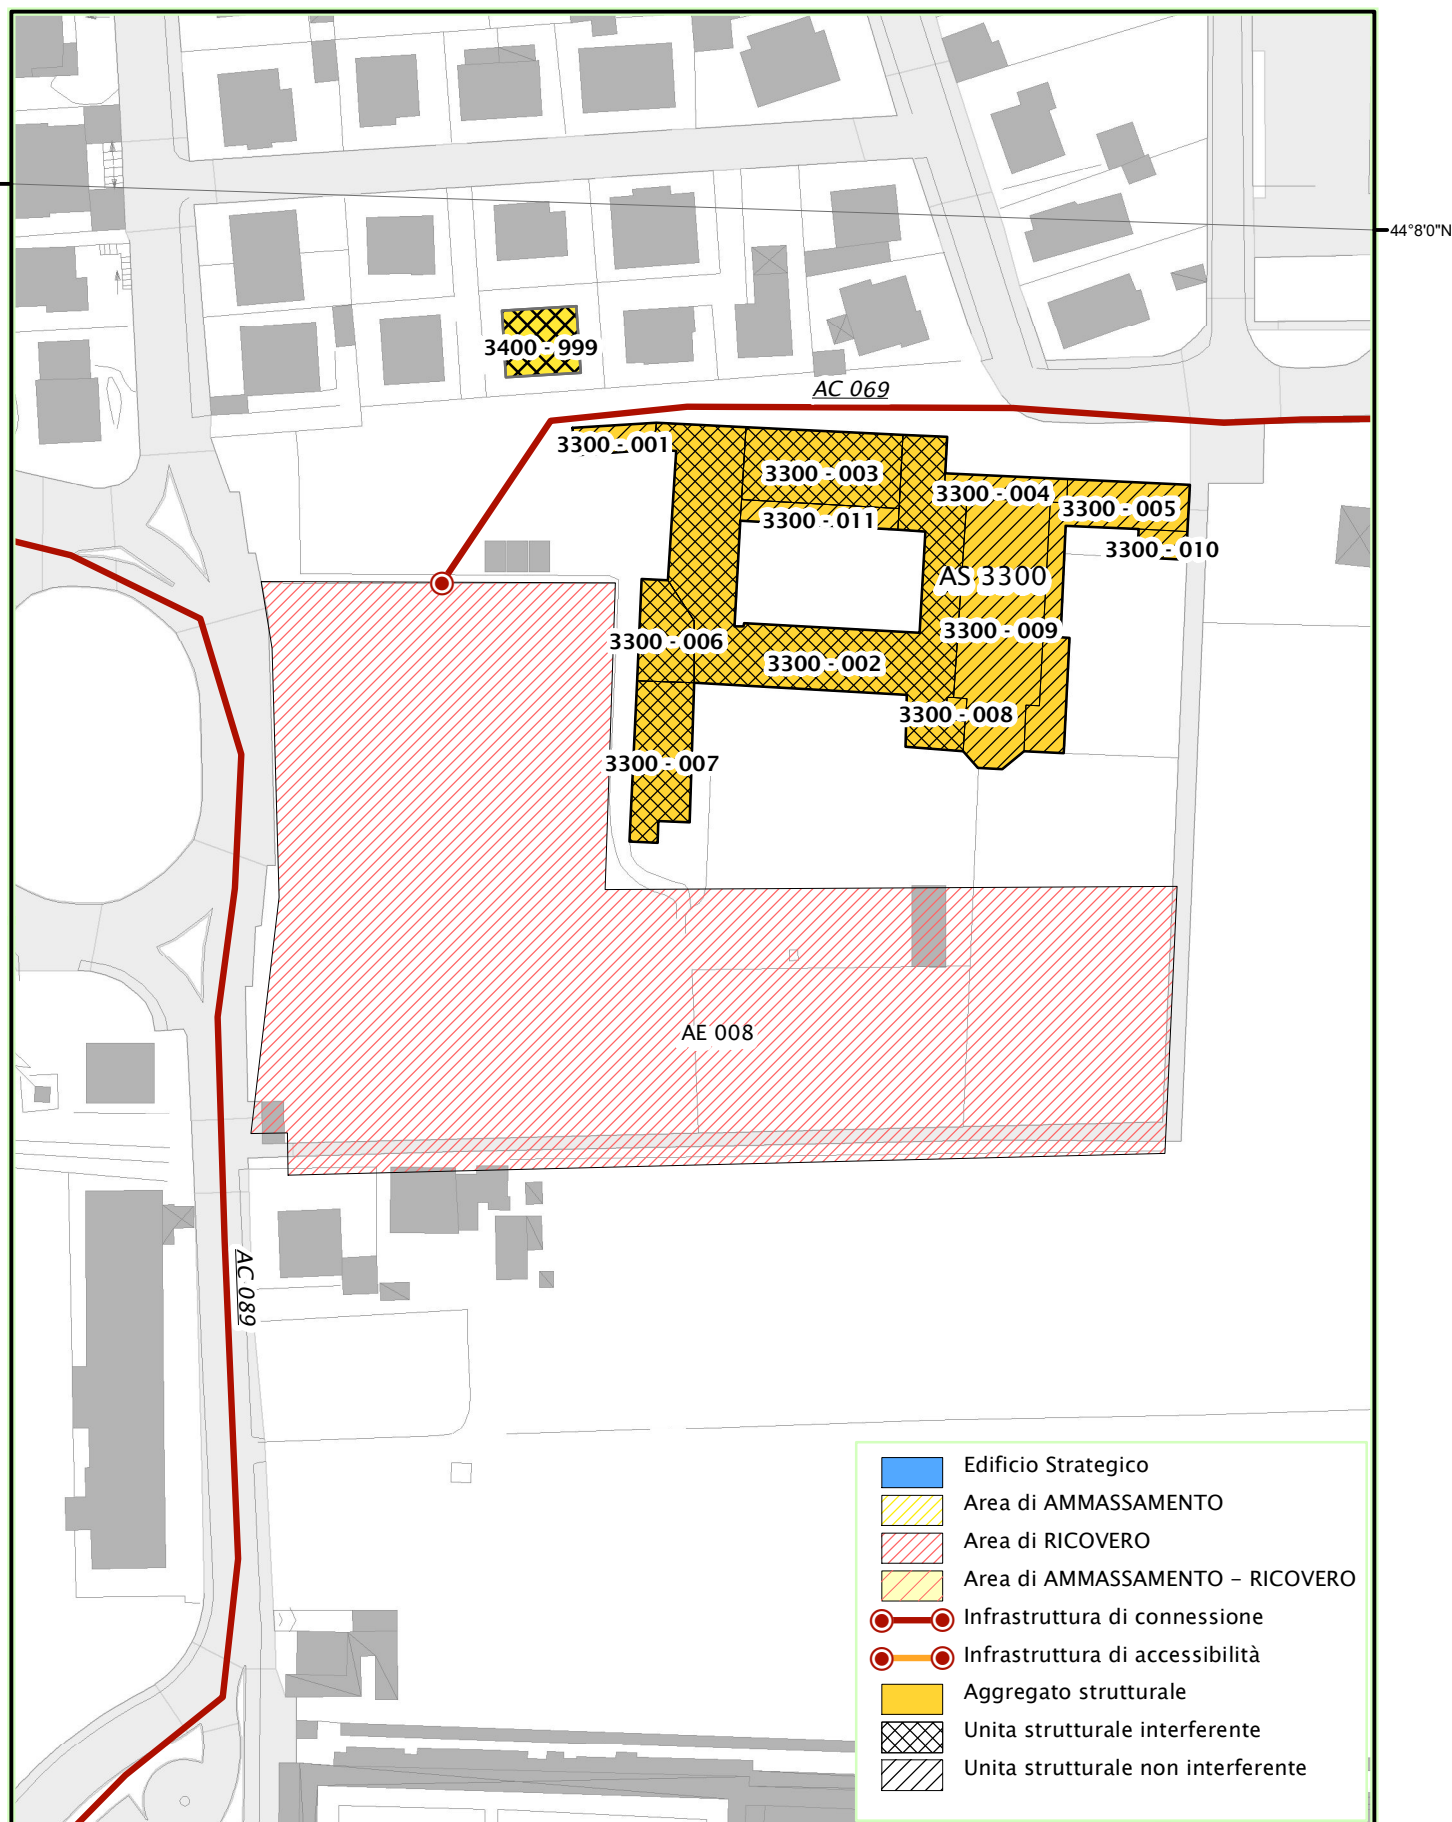 44°8'0"N
3400 - 999
AC 069
3300 - 001
3300 - 003
3300 - 004
3300 - 005
3300 - 011
3300 - 010
AS 3300
3300 - 009
3300 - 006
3300 - 002
3300 - 008
3300 - 007
AE 008
AC 089
Edificio Strategico
Area di AMMASSAMENTO
Area di RICOVERO
Area di AMMASSAMENTO – RICOVERO
Infrastruttura di connessione
Infrastruttura di accessibilità
Aggregato strutturale
Unita strutturale interferente
Unita strutturale non interferente